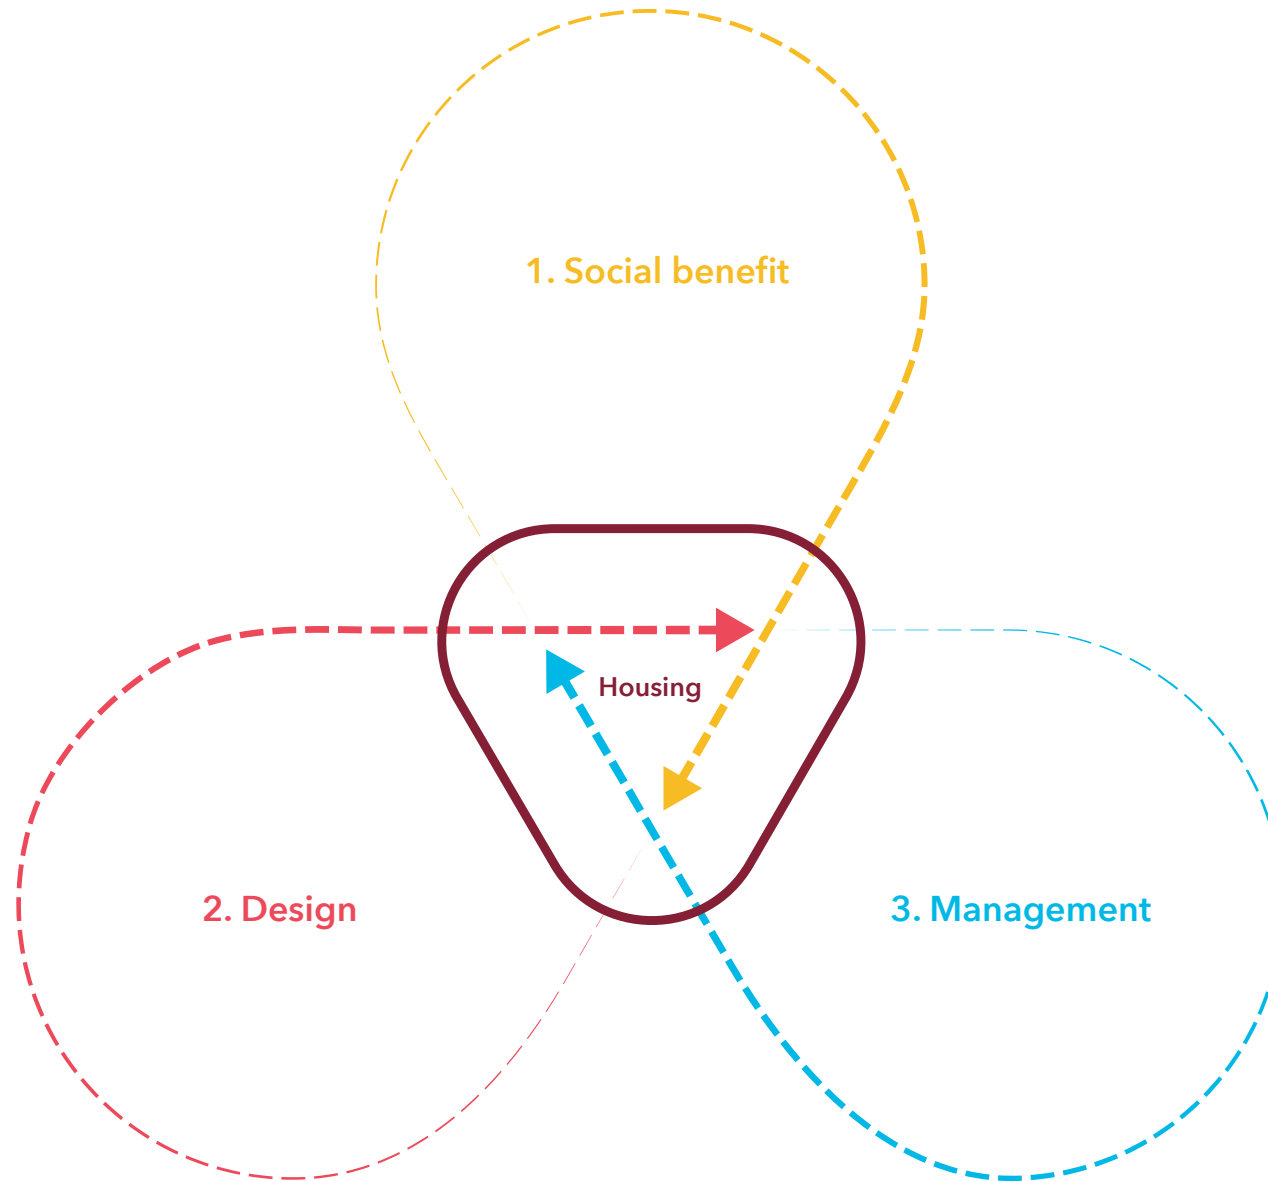 1. Social benefit
Housing
2. Design
3. Management